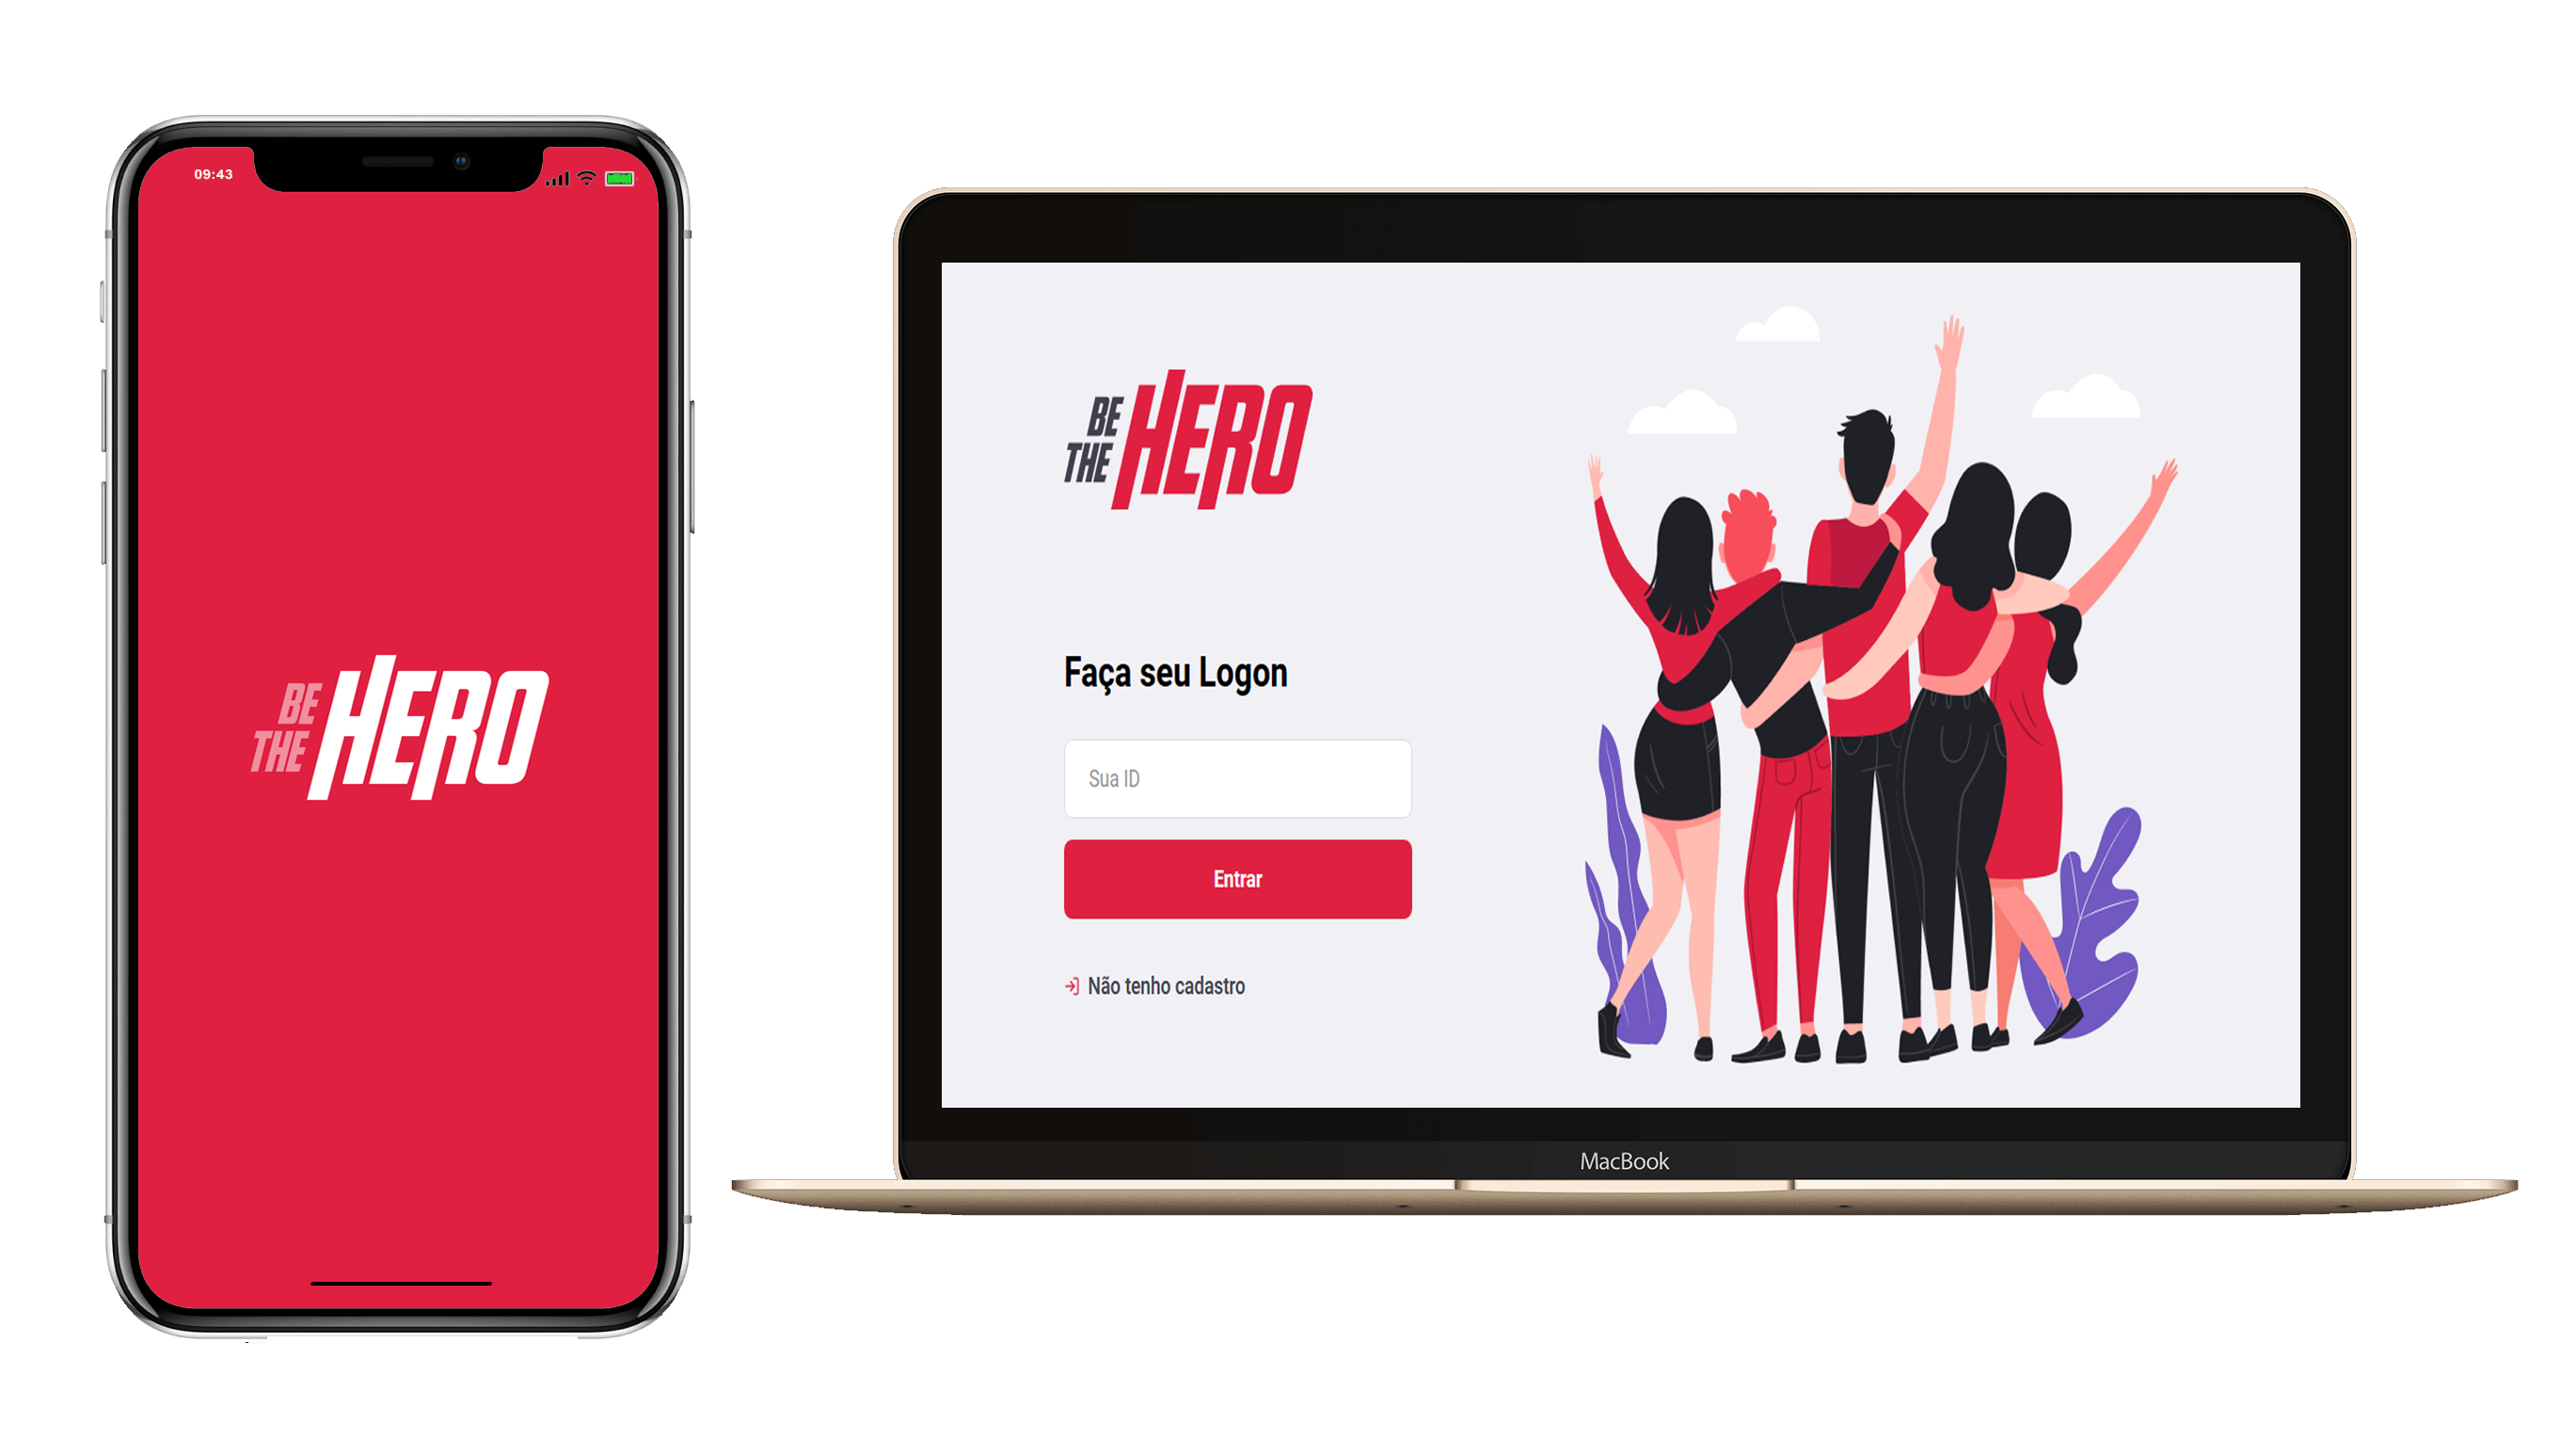 09:43
BE
THE
HERO
BE
THE
HERO
Faça seu Logon
Sua ID
Entrar
Não tenho cadastro
MacBook